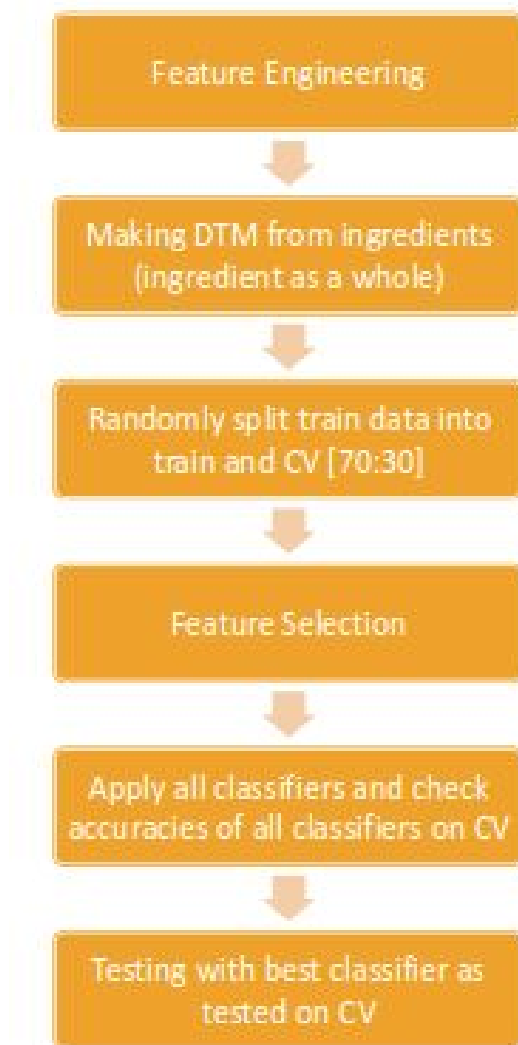 Feature Engineering
Making DTM from ingredients
(ingredient as a whole)
Randomly split train data into
train and CV [70:30]
Feature Selection
Apply all classifiers and check
accuracies of all classifiers on CV
Testing with best classifier as
tested on CV